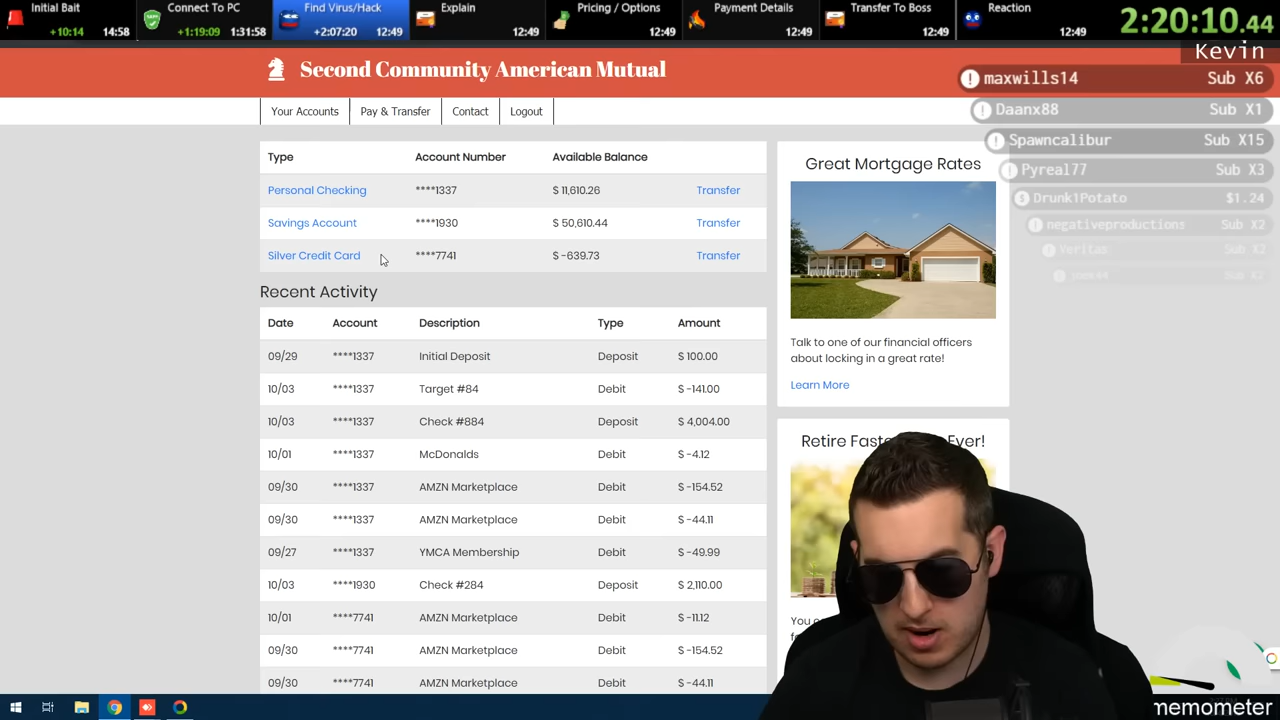 Initial Bait
+10:14 14:58
Connect To PC
+1:19:09 1:31:58
Find Virus/Hack
+2:07:20 12:49
Explain
12:49
Pricing / Options
12:49
Payment Details
12:49
Transfer To Boss
12:49
Reaction
12:49
2:20:10.44
Kevin
maxwills14 Sub X6
Daanx88 Sub X1
Spawncalibur Sub X15
Pyreal77 Sub X3
Drunk1Potato $1.24
negativeproductions Sub X2
Veritas Sub X2
Second Community American Mutual
Your Accounts Pay & Transfer Contact Logout
Type Account Number Available Balance
Personal Checking ****1337 $ 11,610.26 Transfer
Savings Account ****1930 $ 50,610.44 Transfer
Silver Credit Card ****7741 $ -639.73 Transfer
Recent Activity
Date Account Description Type Amount
09/29 ****1337 Initial Deposit Deposit $ 100.00
10/03 ****1337 Target #84 Debit $ -141.00
10/03 ****1337 Check #884 Deposit $ 4,004.00
10/01 ****1337 McDonalds Debit $ -4.12
09/30 ****1337 AMZN Marketplace Debit $ -154.52
09/30 ****1337 AMZN Marketplace Debit $ -44.11
09/27 ****1337 YMCA Membership Debit $ -49.99
10/03 ****1930 Check #284 Deposit $ 2,110.00
10/01 ****7741 AMZN Marketplace Debit $ -11.12
09/30 ****7741 AMZN Marketplace Debit $ -154.52
09/30 ****7741 AMZN Marketplace Debit $ -44.11
Great Mortgage Rates
Talk to one of our financial officers
about locking in a great rate!
Learn More
Retire Ever!
memometer